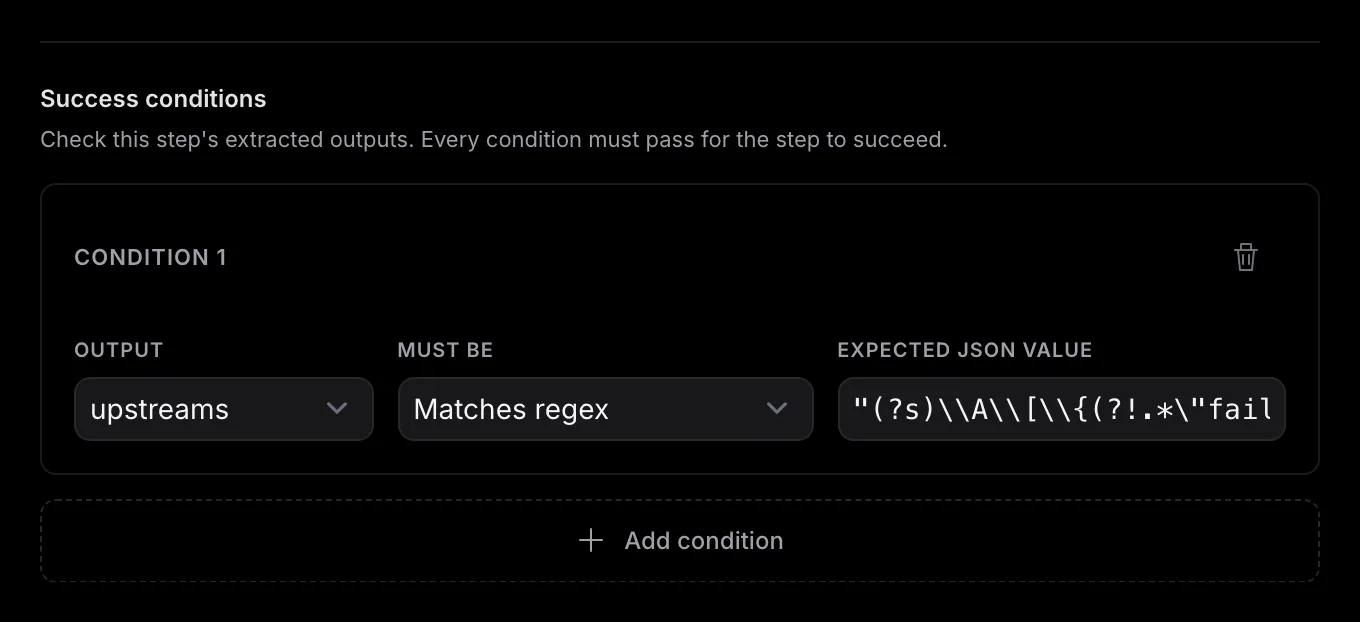 Success conditions
Check this step's extracted outputs. Every condition must pass for the step to succeed.
CONDITION 1
OUTPUT
MUST BE
EXPECTED JSON VALUE
upstreams
Matches regex
"(?s)\\A\\[\\{(?!.*\"fail
Add condition